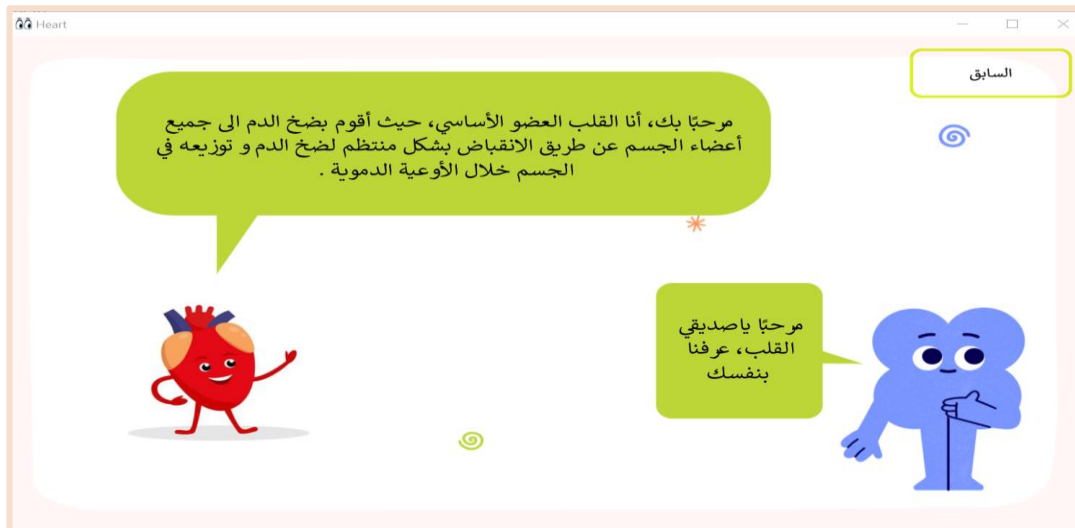 Heart
السابق
مرحبًا بك، أنا القلب العضو الأساسي، حيث أقوم بضخ الدم الى جميع
أعضاء الجسم عن طريق الانقباض بشكل منتظم لضخ الدم و توزيعه في
الجسم خلال الأوعية الدموية .
مرحبًا ياصديقي
القلب، عرفنا
بنفسك